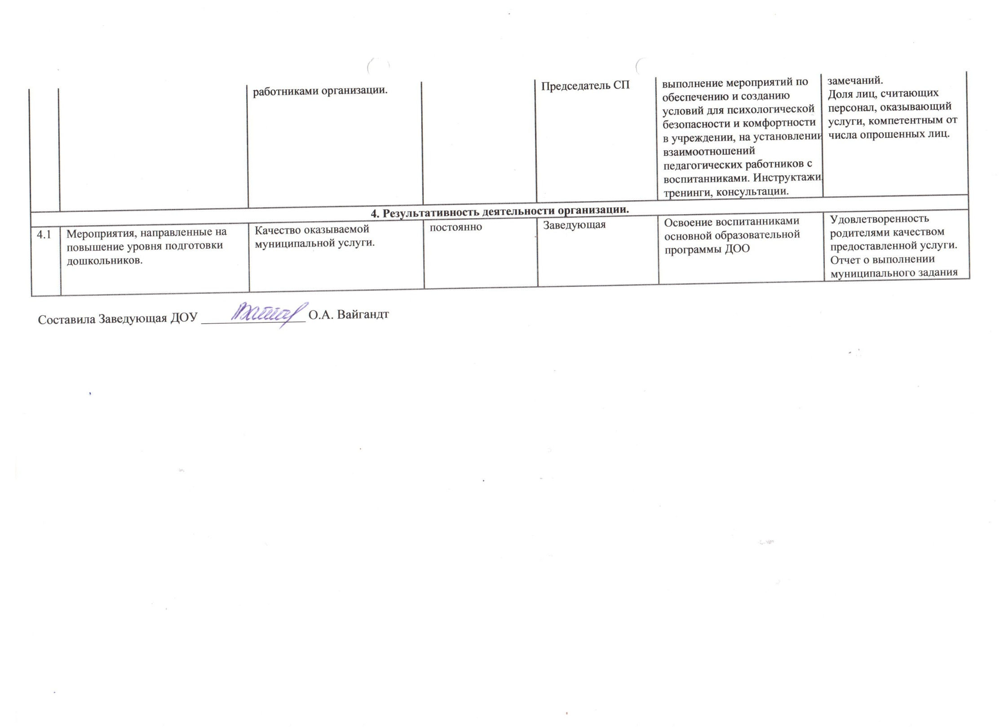 работниками организации.
Председатель СП
выполнение мероприятий по
обеспечению и созданию
условий для психологической
безопасности и комфортности
в учреждении, на установлении
взаимоотношений
педагогических работников с
воспитанниками. Инструктажи
тренинги, консультации.
замечаний.
Доля лиц, считающих
персонал, оказывающий
услуги, компетентным от
числа опрошенных лиц.
4. Результативность деятельности организации.
4.1
Мероприятия, направленные на
повышение уровня подготовки
дошкольников.
Качество оказываемой
муниципальной услуги.
постоянно
Заведующая
Освоение воспитанниками
основной образовательной
программы ДОО
Удовлетворенность
родителями качеством
предоставленной услуги.
Отчет о выполнении
муниципального задания
Составила Заведующая ДОУ О.А. Вайгандт